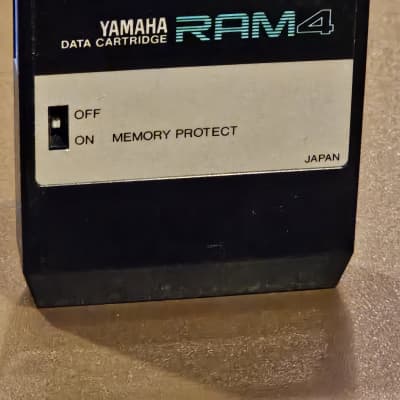 YAMAHA RAM4
DATA CARTRIDGE
OFF
ON MEMORY PROTECT
JAPAN